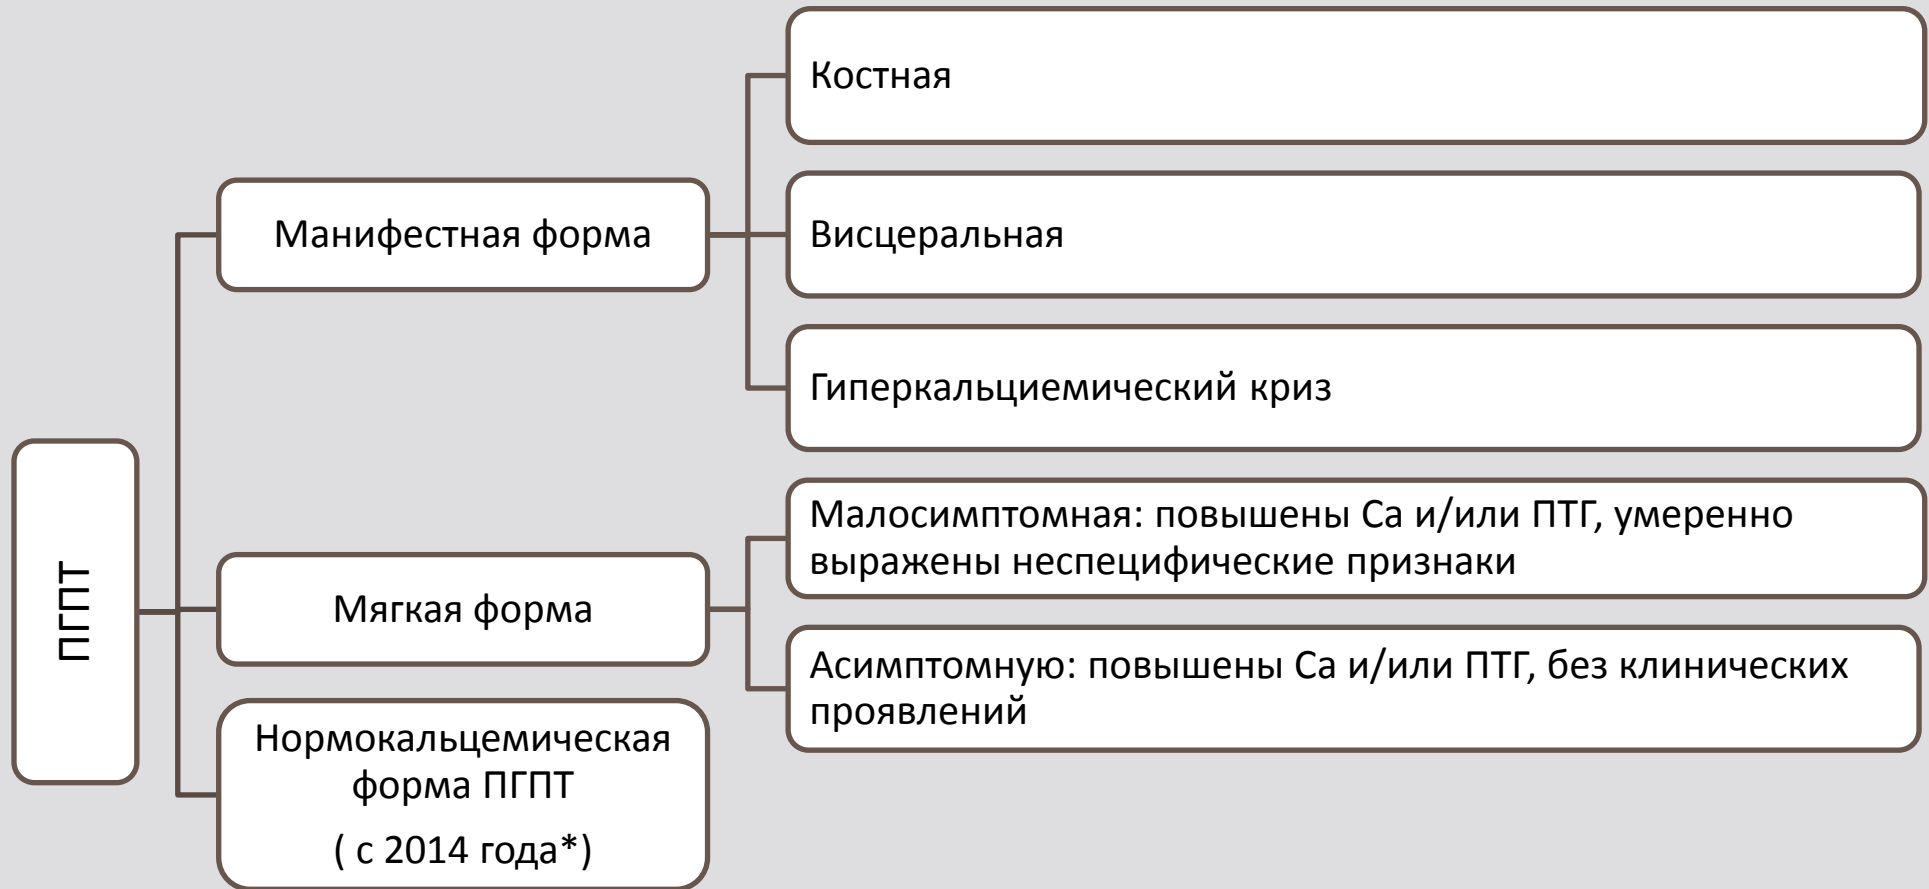 ПГПТ
Манифестная форма
Костная
Висцеральная
Гиперкальциемический криз
Мягкая форма
Малосимптомная: повышены Са и/или ПТГ, умеренно
выражены неспецифические признаки
Асимптомную: повышены Са и/или ПТГ, без клинических
проявлений
Нормокальцемическая
форма ПГПТ
( с 2014 года*)